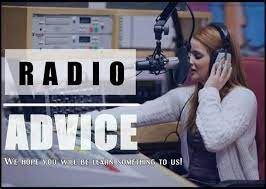 RADIO
ADVICE
WE HOPE YOU WILL BE LEARN SOMETHING TO US!